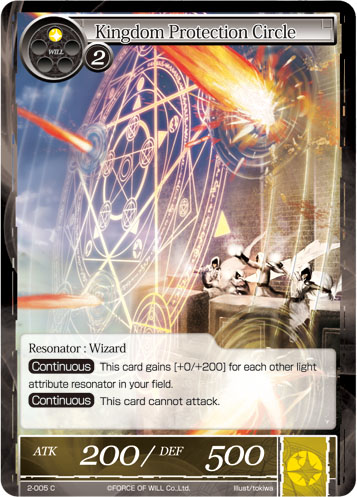 Kingdom Protection Circle
WILL
2
Resonator : Wizard
Continuous This card gains [+0/+200] for each other light
attribute resonator in your field.
Continuous This card cannot attack.
ATK 200 / DEF 500
2-005 C ©FORCE OF WILL Co.,Ltd. Illust/tokiwa